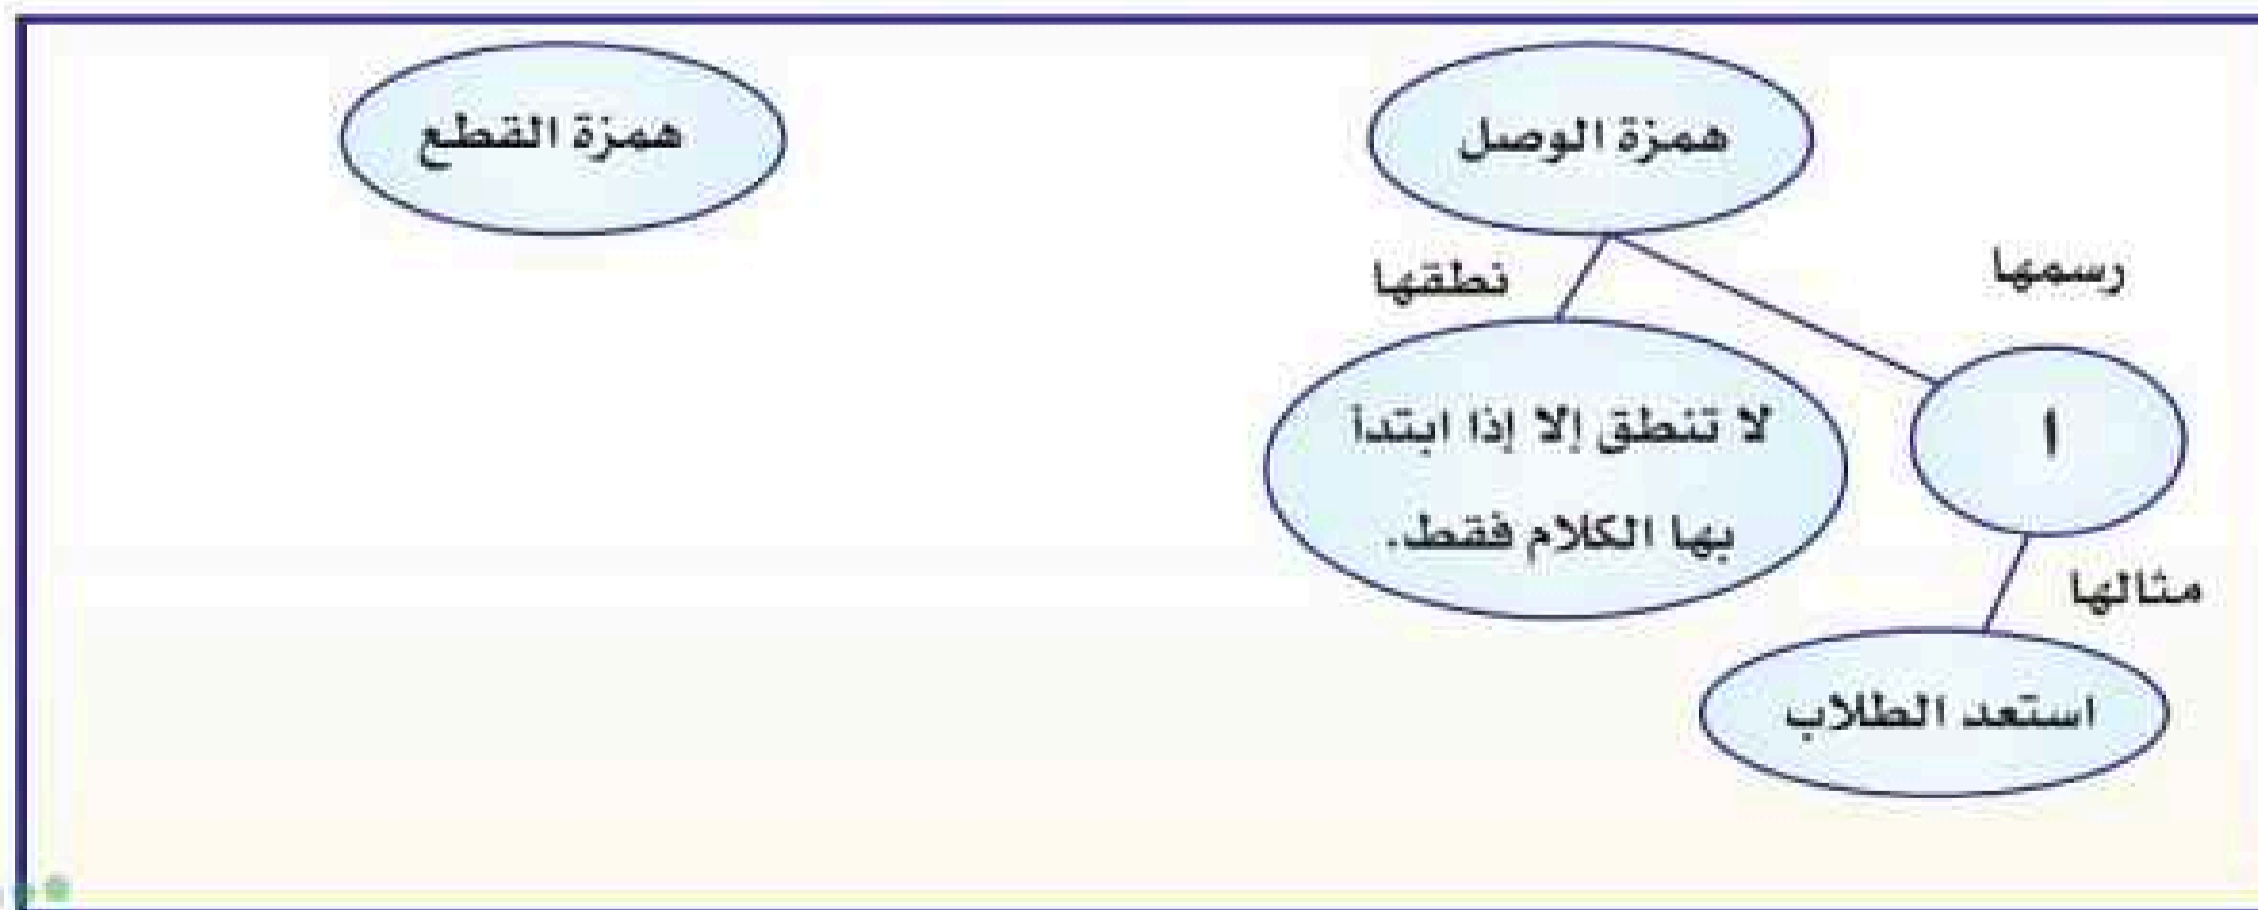 همزة الوصل
همزة القطع
رسمها
نطقها
ا
لا تنطق إلا إذا ابتدأ
بها الكلام فقط.
مثالها
استعد الطلاب